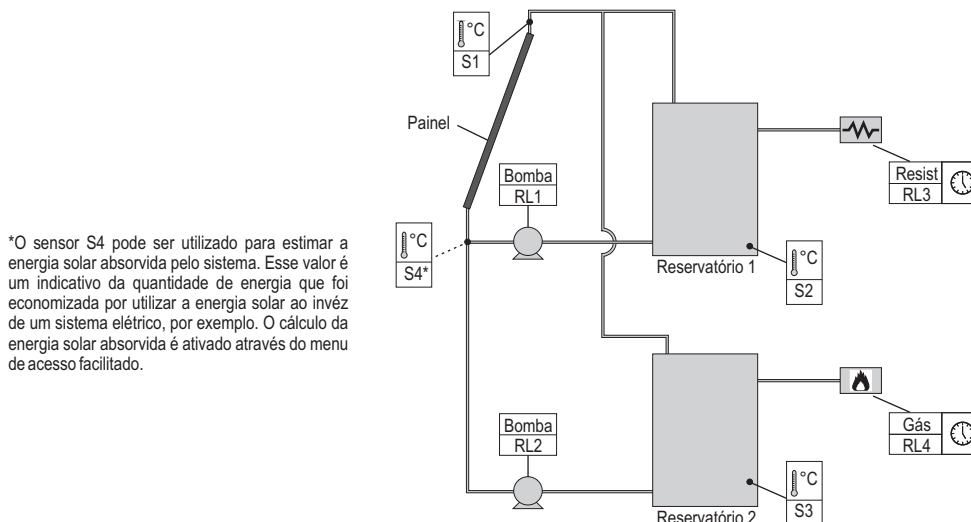 *O sensor S4 pode ser utilizado para estimar a
energia solar absorvida pelo sistema. Esse valor é
um indicativo da quantidade de energia que foi
economizada por utilizar a energia solar ao invéz
de um sistema elétrico, por exemplo. O cálculo da
energia solar absorvida é ativado através do menu
de acesso facilitado.
°C
S1
Painel
Bomba
RL1
°C
S4*
Reservatório 1
Resist
RL3
°C
S2
Bomba
RL2
Reservatório 2
Gás
RL4
°C
S3